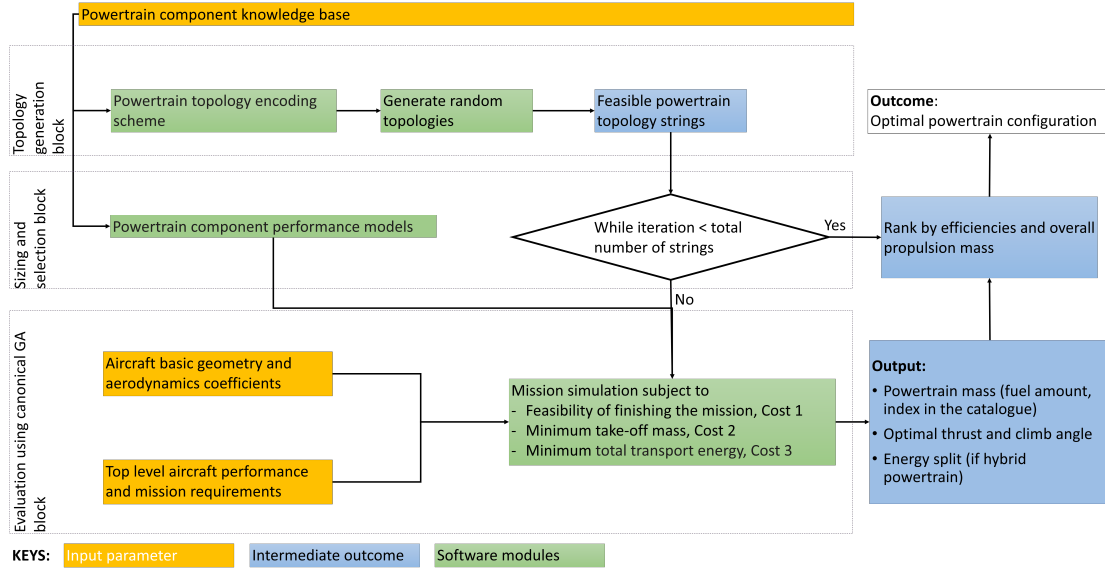 Powertrain component knowledge base
Topology
generation
block
Powertrain topology encoding
scheme
Generate random
topologies
Feasible powertrain
topology strings
Outcome:
Optimal powertrain configuration
Sizing and
selection block
Powertrain component performance models
While iteration < total
number of strings
Yes
No
Rank by efficiencies and overall
propulsion mass
Evaluation using canonical GA
block
Aircraft basic geometry and
aerodynamics coefficients
Top level aircraft performance
and mission requirements
Mission simulation subject to
- Feasibility of finishing the mission, Cost 1
- Minimum take-off mass, Cost 2
- Minimum total transport energy, Cost 3
Output:
• Powertrain mass (fuel amount,
index in the catalogue)
• Optimal thrust and climb angle
• Energy split (if hybrid
powertrain)
KEYS:
Input parameter
Intermediate outcome
Software modules